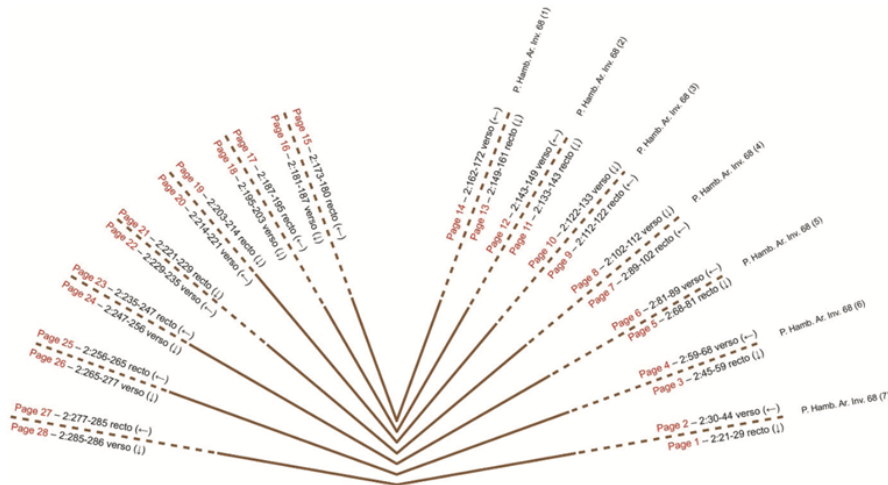 Page 28 – 2:285-286 verso (↓)
Page 27 – 2:277-285 recto (←)
Page 26 – 2:265-277 verso (↓)
Page 25 – 2:256-265 recto (←)
Page 24 – 2:247-256 verso (↓)
Page 23 – 2:235-247 recto (←)
Page 22 – 2:229-235 verso (←)
Page 21 – 2:221-229 recto (↓)
Page 20 – 2:214-221 verso (←)
Page 19 – 2:203-214 recto (↓)
Page 18 – 2:195-203 verso (↓)
Page 17 – 2:187-195 recto (←)
Page 16 – 2:181-187 verso (↓)
Page 15 – 2:173-180 recto (←)
P. Hamb. Ar. Inv. 68 (1)
Page 14 – 2:162-172 verso (←)
Page 13 – 2:149-161 recto (↓)
P. Hamb. Ar. Inv. 68 (2)
Page 12 – 2:143-149 verso (←)
Page 11 – 2:133-143 recto (↓)
P. Hamb. Ar. Inv. 68 (3)
Page 10 – 2:122-133 verso (↓)
Page 9 – 2:112-122 recto (←)
P. Hamb. Ar. Inv. 68 (4)
Page 8 – 2:102-112 verso (↓)
Page 7 – 2:89-102 recto (←)
P. Hamb. Ar. Inv. 68 (5)
Page 6 – 2:81-89 verso (←)
Page 5 – 2:68-81 recto (↓)
P. Hamb. Ar. Inv. 68 (6)
Page 4 – 2:59-68 verso (←)
Page 3 – 2:45-59 recto (↓)
P. Hamb. Ar. Inv. 68 (7)
Page 2 – 2:30-44 verso (←)
Page 1 – 2:21-29 recto (↓)